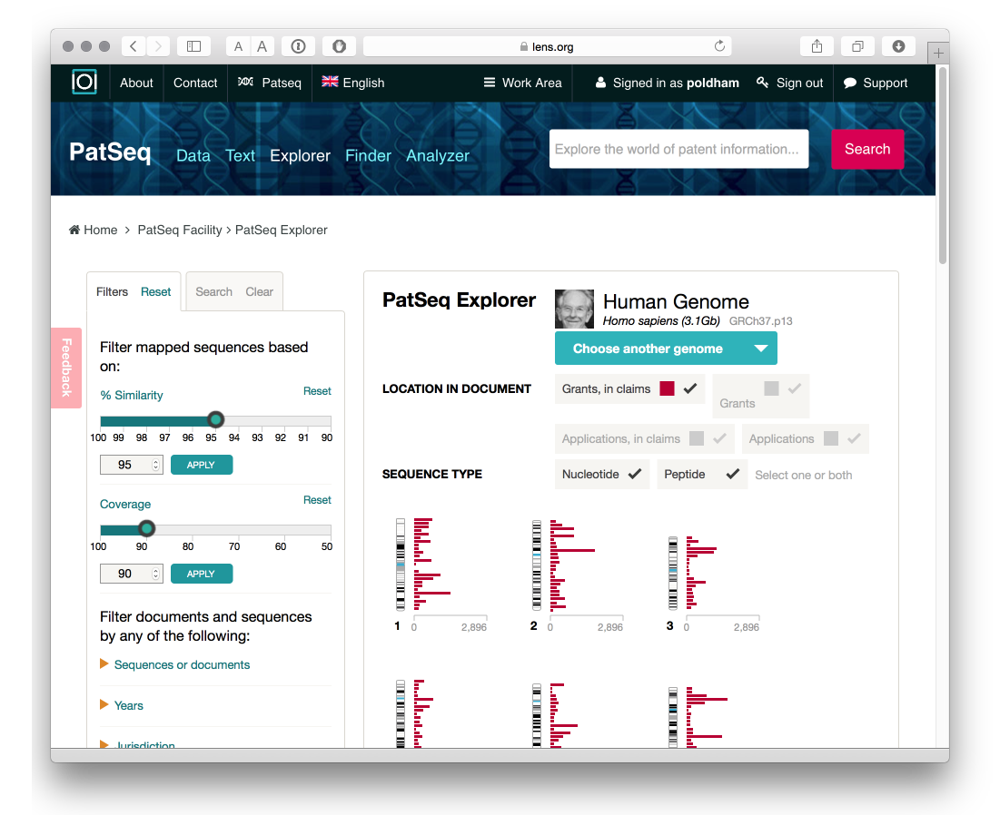 A A lens.org
About Contact Patseq English Work Area Signed in as poldham Sign out Support
PatSeq Data Text Explorer Finder Analyzer Explore the world of patent information... Search
Home > PatSeq Facility > PatSeq Explorer
Filters Reset Search Clear
Feedback
Filter mapped sequences based
on:
% Similarity Reset
100 99 98 97 96 95 94 93 92 91 90
95 APPLY
Coverage Reset
100 90 80 70 60 50
90 APPLY
Filter documents and sequences
by any of the following:
Sequences or documents
Years
Jurisdiction
PatSeq Explorer
Human Genome
Homo sapiens (3.1Gb) GRCh37.p13
Choose another genome
LOCATION IN DOCUMENT Grants, in claims Grants
Applications, in claims Applications
SEQUENCE TYPE Nucleotide Peptide Select one or both
1 0 2,896 2 0 2,896 3 0 2,896